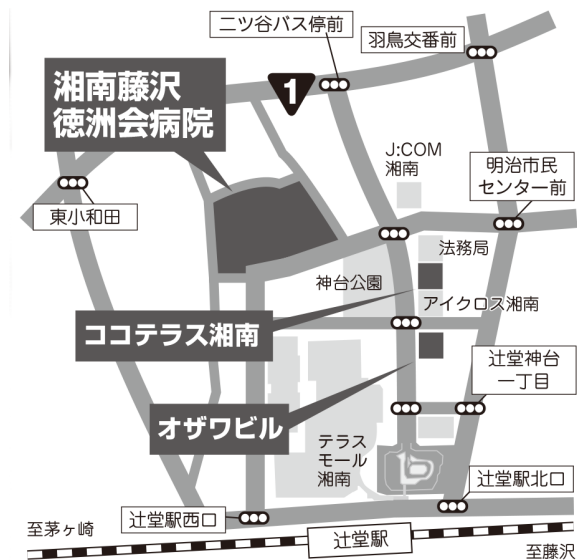 二ツ谷バス停前
羽鳥交番前
湘南藤沢
徳洲会病院
1
J:COM
湘南
明治市民
センター前
東小和田
法務局
神台公園
アイクロス湘南
ココテラス湘南
辻堂神台
一丁目
オザワビル
テラス
モール
湘南
辻堂駅北口
辻堂駅西口
至茅ヶ崎
辻堂駅
至藤沢